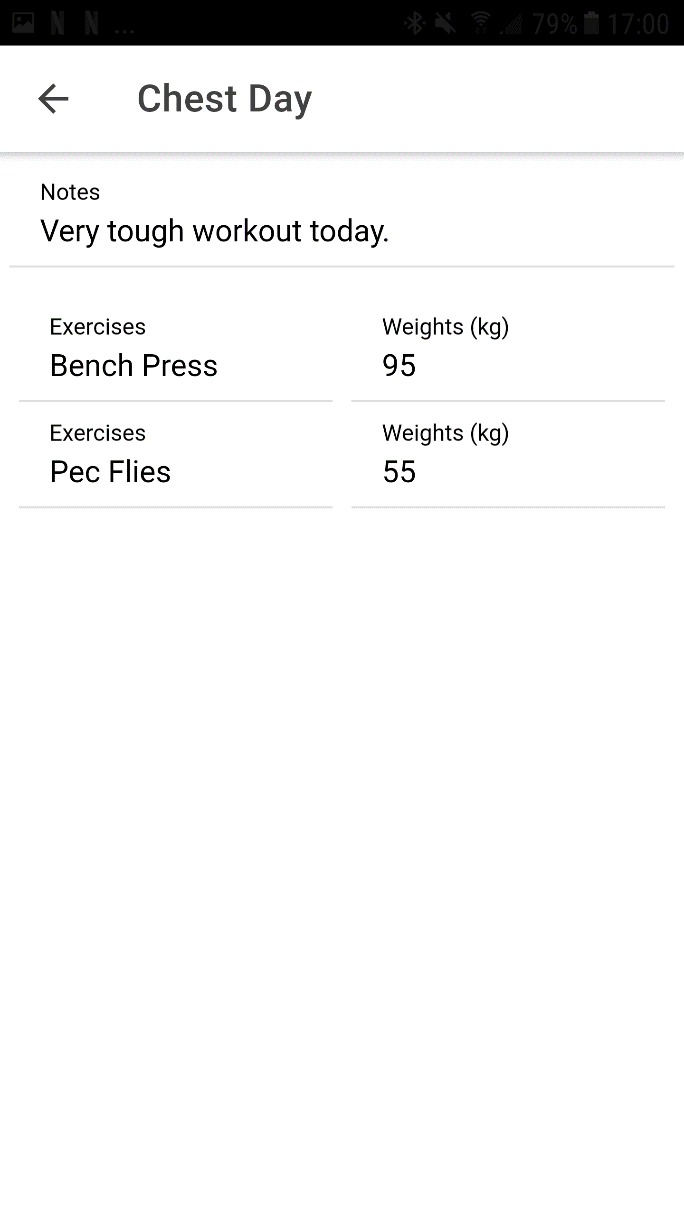 N N ... 79% 17:00
Chest Day
Notes
Very tough workout today.
Exercises Weights (kg)
Bench Press 95
Exercises Weights (kg)
Pec Flies 55